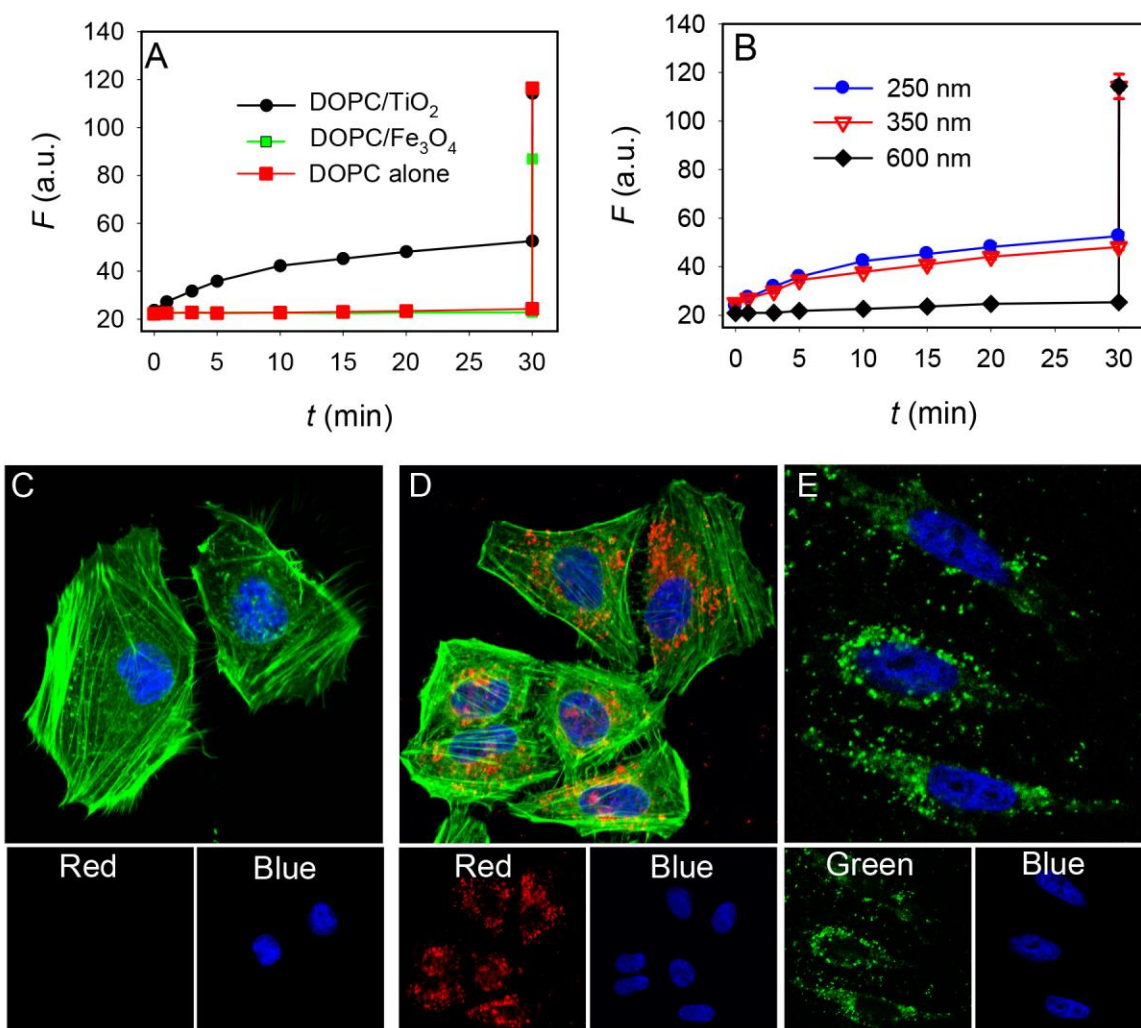 A
140
120
100
80
60
40
20
F (a.u.)
DOPC/TiO₂
DOPC/Fe₃O₄
DOPC alone
0 5 10 15 20 25 30
t (min)
B
140
120
100
80
60
40
20
F (a.u.)
250 nm
350 nm
600 nm
0 5 10 15 20 25 30
t (min)
C
D
E
Red
Blue
Red
Blue
Green
Blue